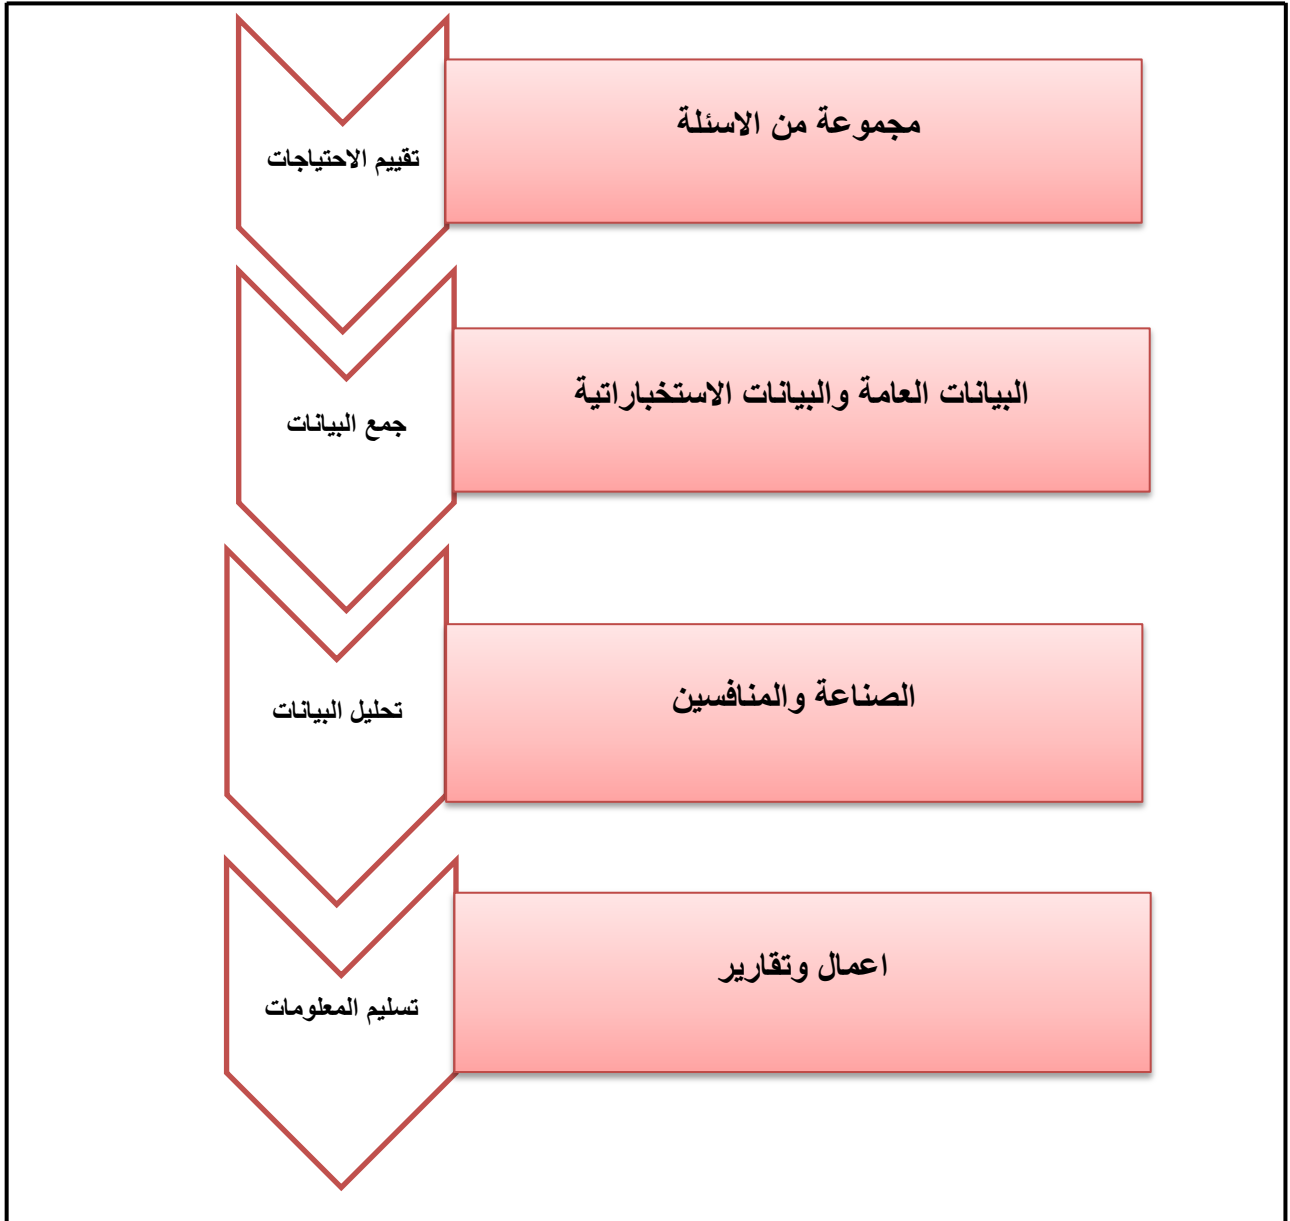 مجموعة من الاسئلة
تقييم الاحتياجات
البيانات العامة والبيانات الاستخباراتية
جمع البيانات
الصناعة والمنافسين
تحليل البيانات
اعمال وتقارير
تسليم المعلومات